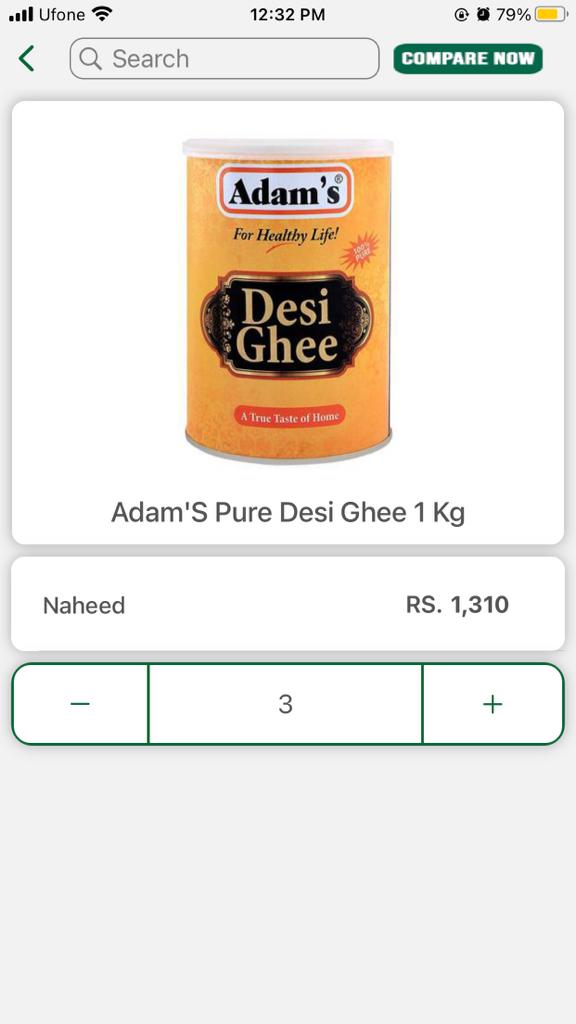 Ufone 12:32 PM 79%
Search COMPARE NOW
Adam's®
For Healthy Life!
100%
PURE
Desi
Ghee
A True Taste of Home
Adam'S Pure Desi Ghee 1 Kg
Naheed RS. 1,310
− 3 +